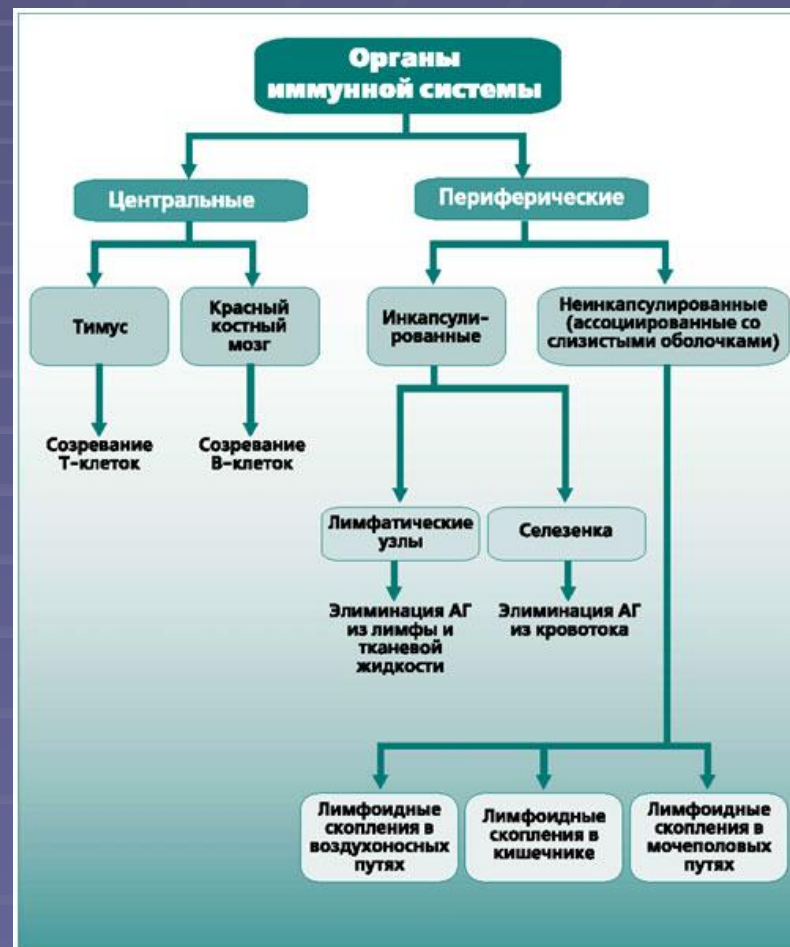 Органы
иммунной системы
Центральные
Периферические
Тимус
Красный
костный
мозг
Инкапсули-
рованные
Неинкапсулированные
(ассоциированные со
слизистыми оболочками)
Созревание
Т-клеток
Созревание
В-клеток
Лимфатические
узлы
Селезенка
Элиминация АГ
из лимфы и
тканевой
жидкости
Элиминация АГ
из кровотока
Лимфоидные
скопления в
воздухоносных
путях
Лимфоидные
скопления в
кишечнике
Лимфоидные
скопления в
мочеполовых
путях